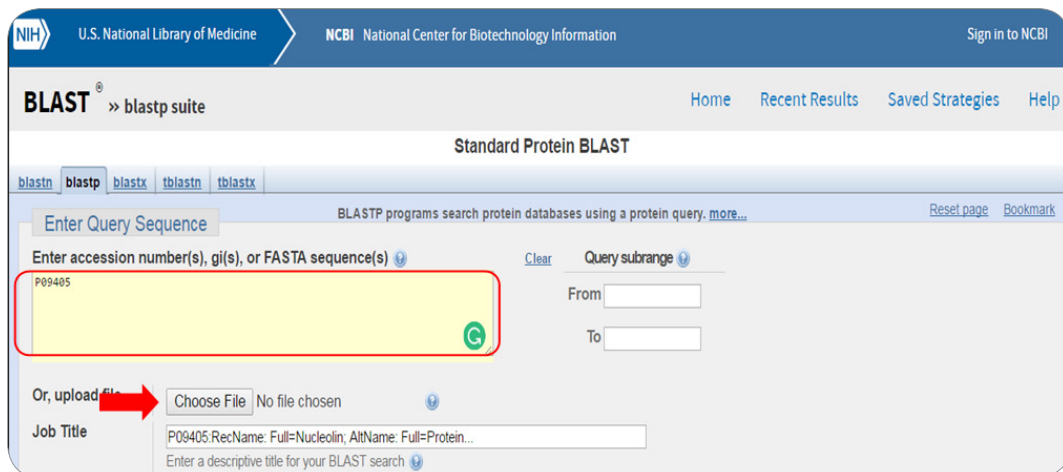 NIH U.S. National Library of Medicine NCBI National Center for Biotechnology Information Sign in to NCBI
BLAST ® » blastp suite Home Recent Results Saved Strategies Help
Standard Protein BLAST
blastn blastp blastx tblastn tblastx
Enter Query Sequence BLASTP programs search protein databases using a protein query. more... Reset page Bookmark
Enter accession number(s), gi(s), or FASTA sequence(s) Clear Query subrange
P09405
From
To
Or, upload file Choose File No file chosen
Job Title P09405:RecName: Full=Nucleolin; AltName: Full=Protein...
Enter a descriptive title for your BLAST search